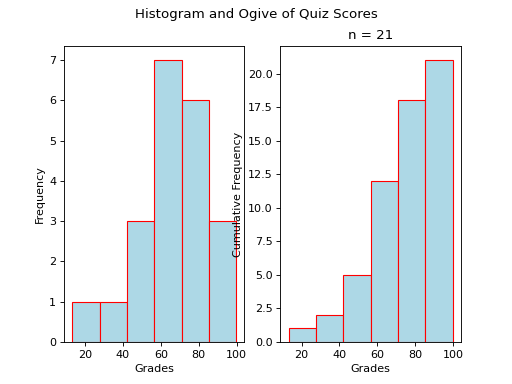 Histogram and Ogive of Quiz Scores
n = 21
7
6
5
4
3
2
1
0
Frequency
20 40 60 80 100
Grades
20.0
17.5
15.0
12.5
10.0
7.5
5.0
2.5
0.0
Cumulative Frequency
20 40 60 80 100
Grades